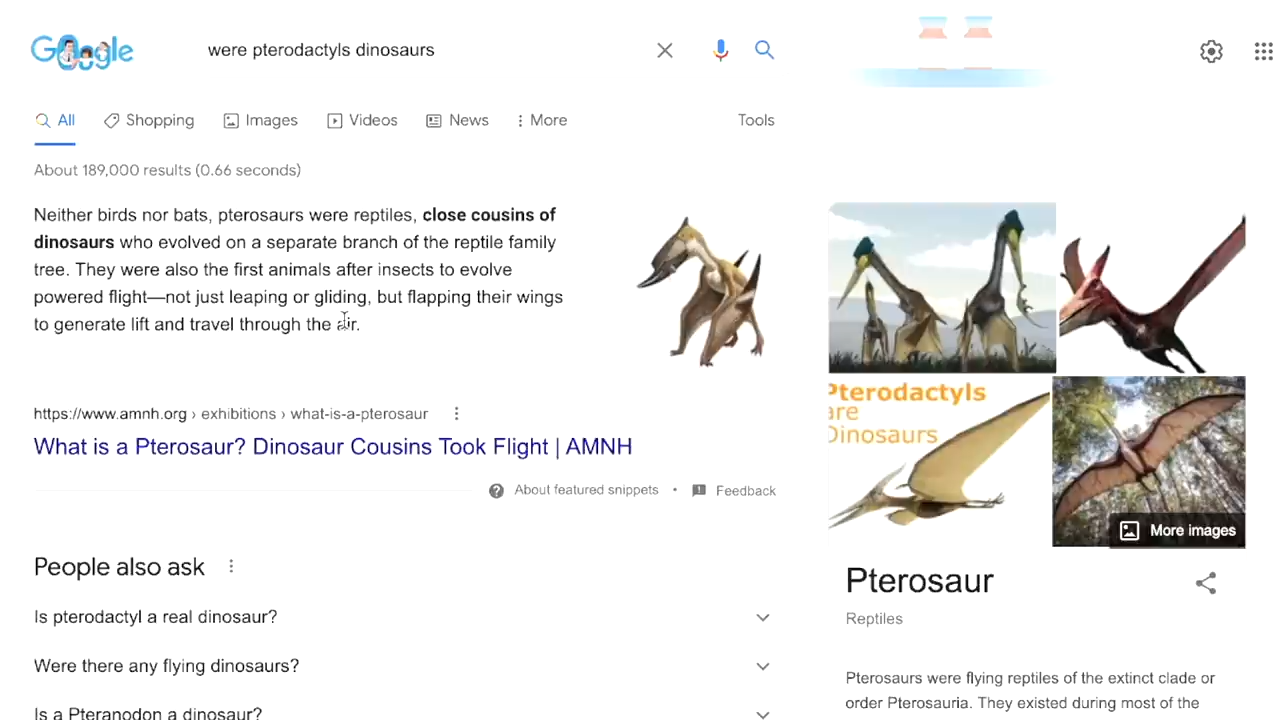 Google
were pterodactyls dinosaurs
All
Shopping
Images
Videos
News
More
Tools
About 189,000 results (0.66 seconds)
Neither birds nor bats, pterosaurs were reptiles, close cousins of
dinosaurs who evolved on a separate branch of the reptile family
tree. They were also the first animals after insects to evolve
powered flight—not just leaping or gliding, but flapping their wings
to generate lift and travel through the air.
https://www.amnh.org › exhibitions › what-is-a-pterosaur
What is a Pterosaur? Dinosaur Cousins Took Flight | AMNH
About featured snippets • Feedback
People also ask
Is pterodactyl a real dinosaur?
Were there any flying dinosaurs?
Is a Pteranodon a dinosaur?
Pterodactyls
are
Dinosaurs
More images
Pterosaur
Reptiles
Pterosaurs were flying reptiles of the extinct clade or
order Pterosauria. They existed during most of the